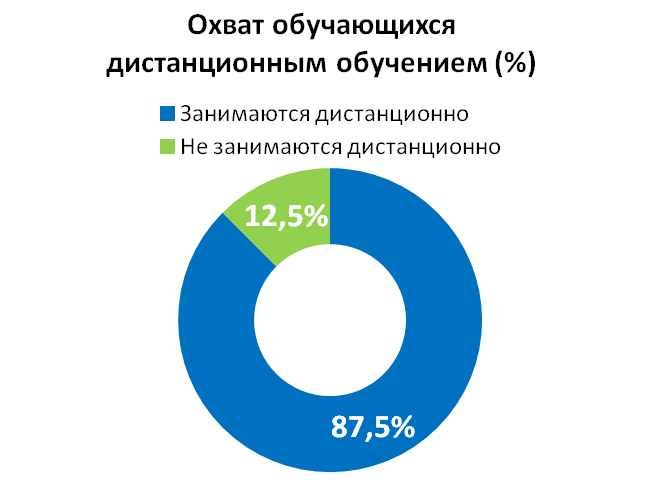 Охват обучающихся
дистанционным обучением (%)
Занимаются дистанционно
Не занимаются дистанционно
12,5%
87,5%